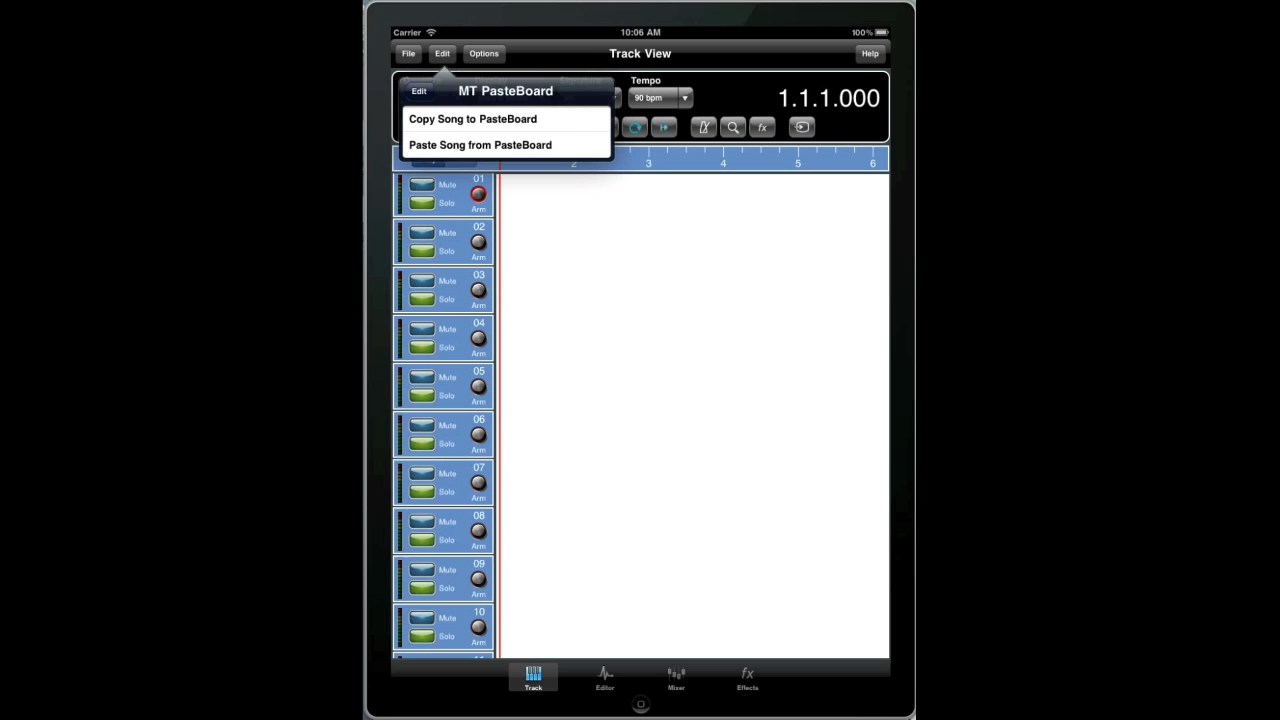 Carrier 10:06 AM 100%
File Edit Options Track View Help
Tempo
Edit MT PasteBoard
90 bpm 1.1.1.000
Copy Song to PasteBoard
fx
Paste Song from PasteBoard
2 3 4 5 6
Mute 01
Solo
Arm
Mute 02
Solo
Arm
Mute 03
Solo
Arm
Mute 04
Solo
Arm
Mute 05
Solo
Arm
Mute 06
Solo
Arm
Mute 07
Solo
Arm
Mute 08
Solo
Arm
Mute 09
Solo
Arm
Mute 10
Solo
Arm
fx
Track Editor Mixer Effects